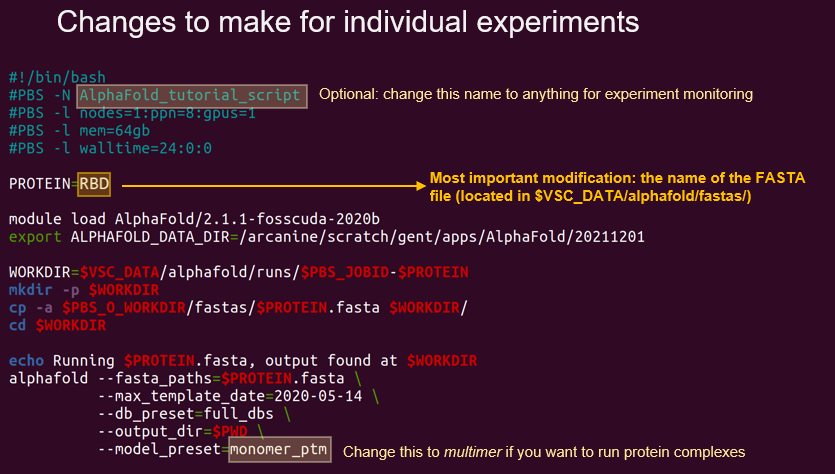 Changes to make for individual experiments
#!/bin/bash
#PBS -N AlphaFold_tutorial_script
Optional: change this name to anything for experiment monitoring
#PBS -l nodes=1:ppn=8:gpus=1
#PBS -l mem=64gb
#PBS -l walltime=24:0:0
PROTEIN=RBD
Most important modification: the name of the FASTA
file (located in $VSC_DATA/alphafold/fastas/)
module load AlphaFold/2.1.1-fosscuda-2020b
export ALPHAFOLD_DATA_DIR=/arcanine/scratch/gent/apps/AlphaFold/20211201
WORKDIR=$VSC_DATA/alphafold/runs/$PBS_JOBID-$PROTEIN
mkdir -p $WORKDIR
cp -a $PBS_O_WORKDIR/fastas/$PROTEIN.fasta $WORKDIR/
cd $WORKDIR
echo Running $PROTEIN.fasta, output found at $WORKDIR
alphafold --fasta_paths=$PROTEIN.fasta \
--max_template_date=2020-05-14 \
--db_preset=full_dbs \
--output_dir=$PWD \
--model_preset=monomer_ptm
Change this to multimer if you want to run protein complexes